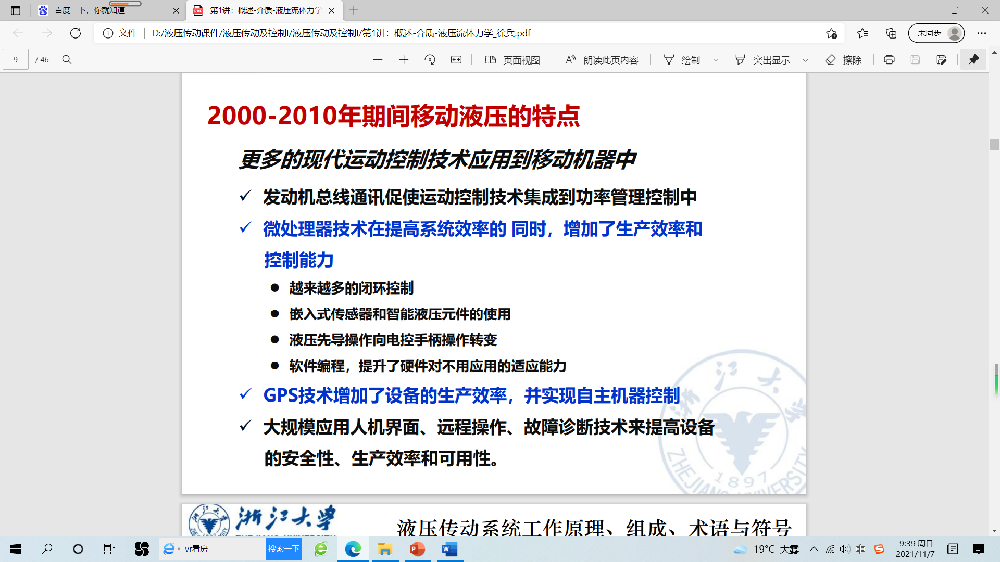 百度一下，你就知道
第1讲：概述-介质-液压流体力学
文件
D:/液压传动课件/液压传动及控制I/液压传动及控制I/第1讲：概述-介质-液压流体力学_徐兵.pdf
未同步
9 / 46
页面视图
朗读此页内容
绘制
突出显示
擦除
2000-2010年期间移动液压的特点
更多的现代运动控制技术应用到移动机器中
✓ 发动机总线通讯促使运动控制技术集成到功率管理控制中
✓ 微处理器技术在提高系统效率的 同时，增加了生产效率和
控制能力
● 越来越多的闭环控制
● 嵌入式传感器和智能液压元件的使用
● 液压先导操作向电控手柄操作转变
● 软件编程，提升了硬件对不用应用的适应能力
✓ GPS技术增加了设备的生产效率，并实现自主机器控制
✓ 大规模应用人机界面、远程操作、故障诊断技术来提高设备
的安全性、生产效率和可用性。
浙江大学
1897
ZHEJIANG UNIVERSITY
浙江大学
液压传动系统工作原理、组成、术语与符号
vr看房
搜索一下
19°C 大雾
中
9:39 周日
2021/11/7